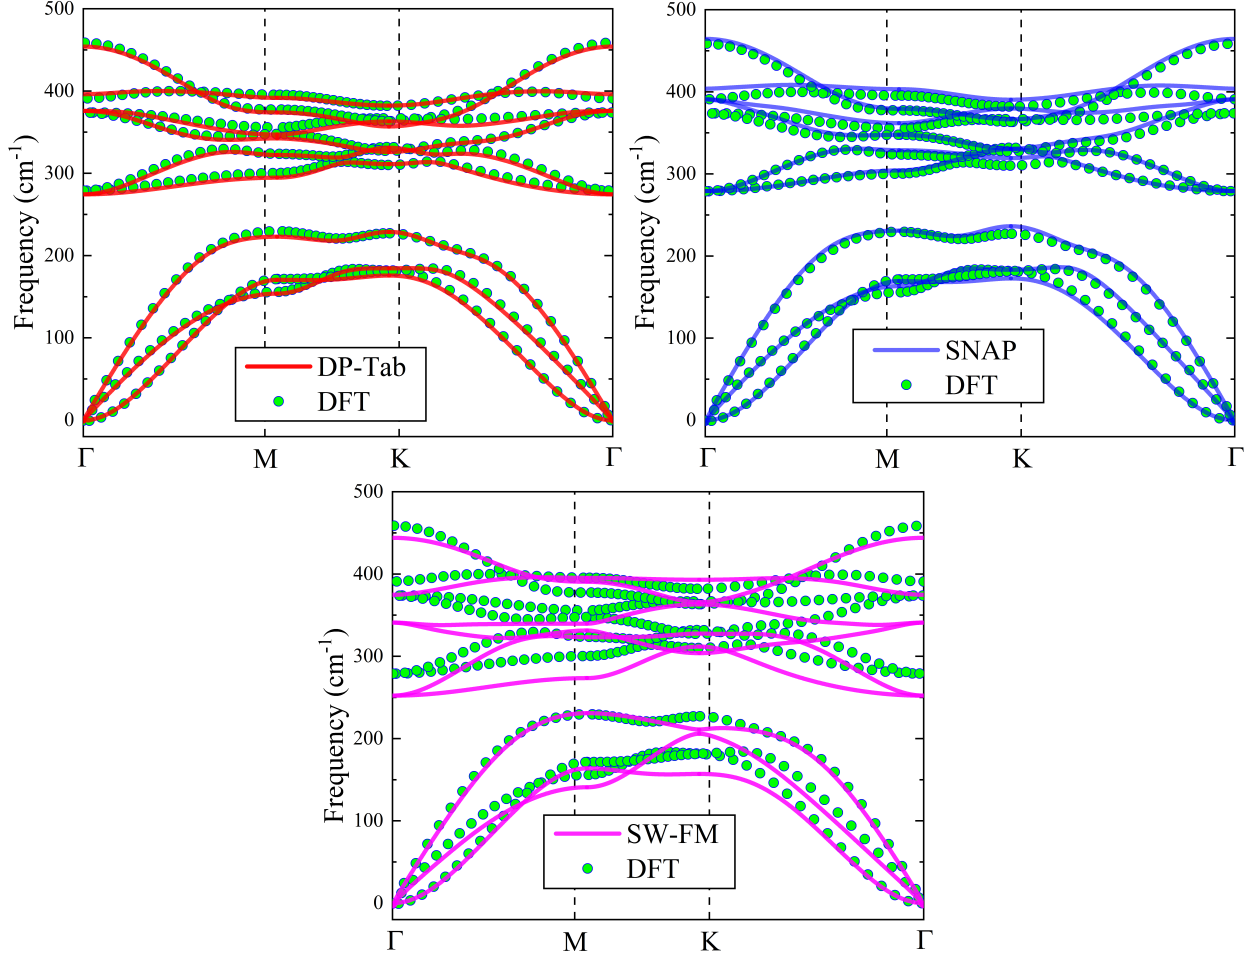 500
400
300
200
100
0
Frequency (cm⁻¹)
DP-Tab
DFT
Γ
M
K
Γ
500
400
300
200
100
0
Frequency (cm⁻¹)
SNAP
DFT
Γ
M
K
Γ
500
400
300
200
100
0
Frequency (cm⁻¹)
SW-FM
DFT
Γ
M
K
Γ